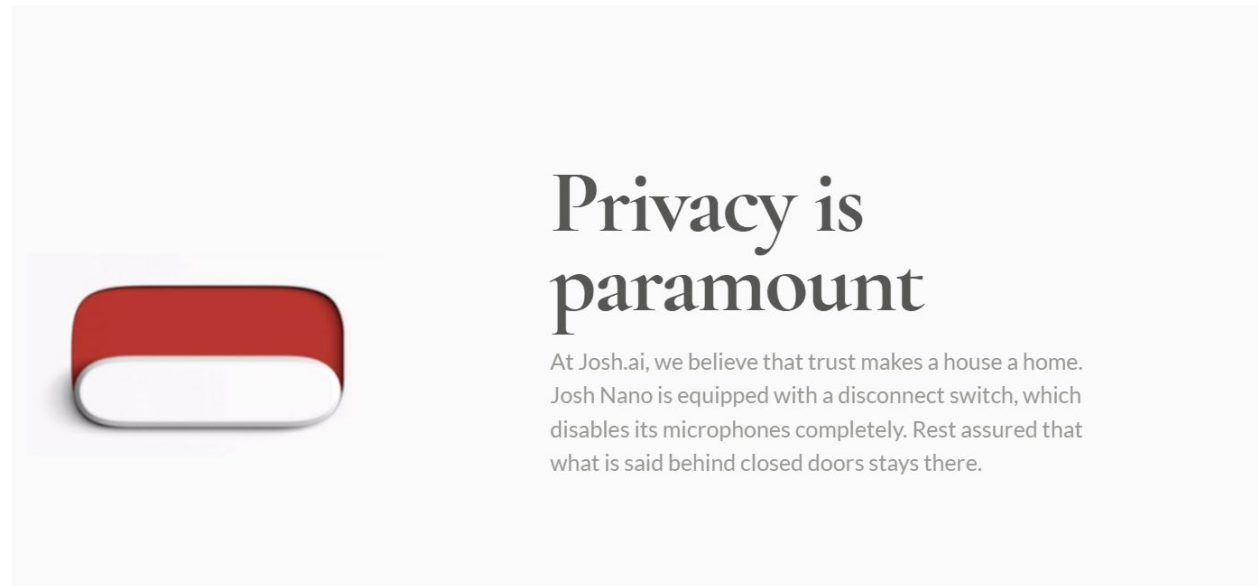 Privacy is
paramount
At Josh.ai, we believe that trust makes a house a home.
Josh Nano is equipped with a disconnect switch, which
disables its microphones completely. Rest assured that
what is said behind closed doors stays there.